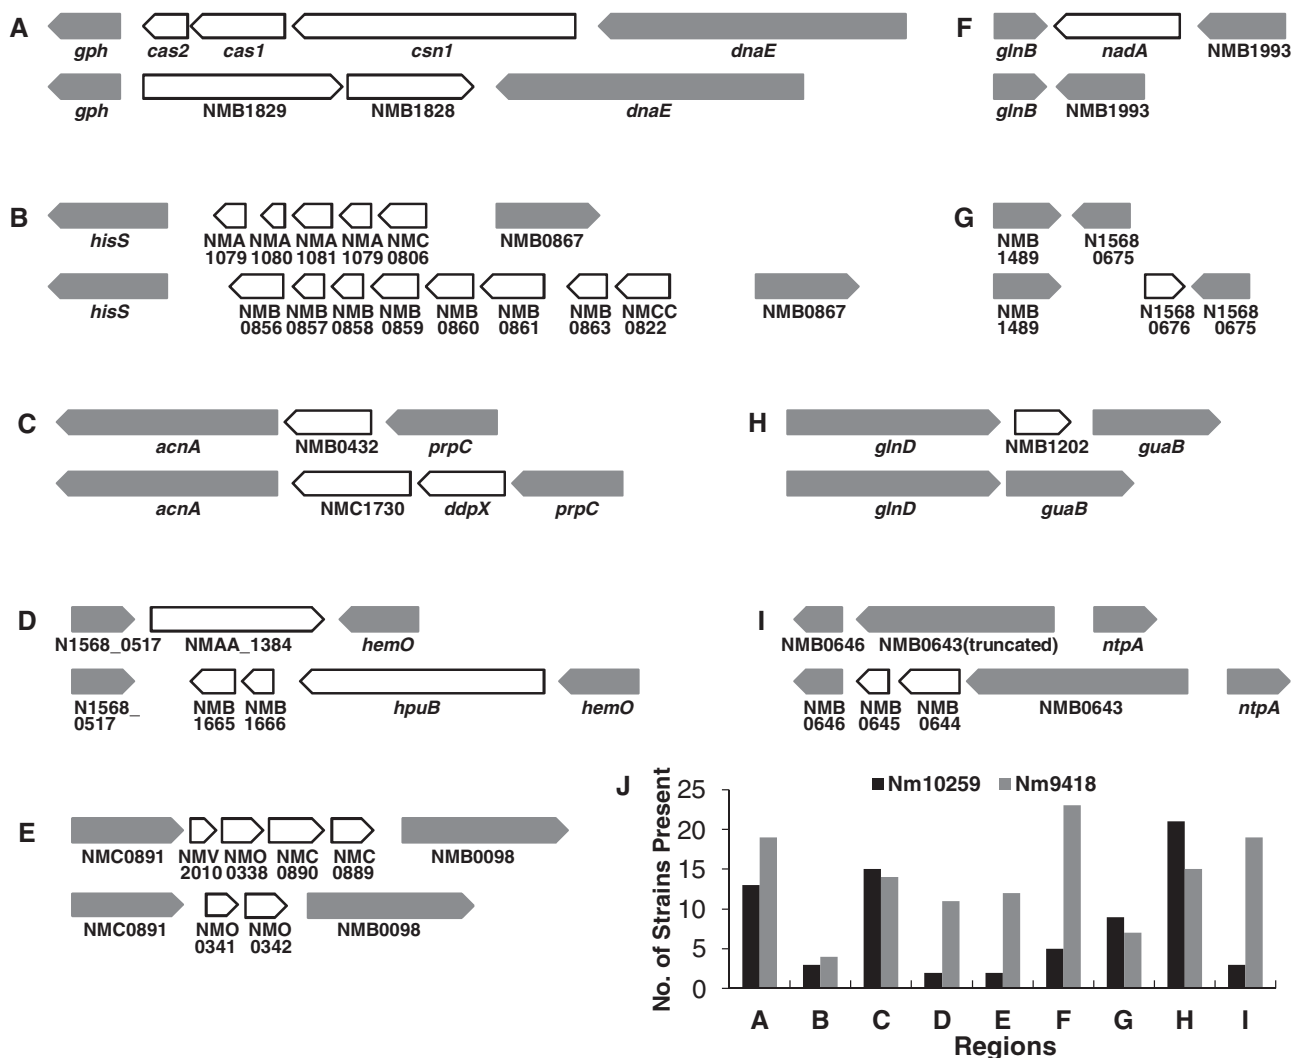 A
gph cas2 cas1 csn1 dnaE
gph NMB1829 NMB1828 dnaE
B
hisS NMA NMA NMA NMA NMC NMB0867
1079 1080 1081 1079 0806
hisS NMB NMB NMB NMB NMB NMB NMB NMCC NMB0867
0856 0857 0858 0859 0860 0861 0863 0822
C
acnA NMB0432 prpC
acnA NMC1730 ddpX prpC
D
N1568_0517 NMAA_1384 hemO
N1568_ NMB NMB hpuB hemO
0517 1665 1666
E
NMC0891 NMV NMO NMC NMC NMB0098
2010 0338 0890 0889
NMC0891 NMO NMO NMB0098
0341 0342
F
glnB nadA NMB1993
glnB NMB1993
G
NMB N1568
1489 0675
NMB N1568 N1568
1489 0676 0675
H
glnD NMB1202 guaB
glnD guaB
I
NMB0646 NMB0643(truncated) ntpA
NMB NMB NMB NMB0643 ntpA
0646 0645 0644
J
Nm10259 Nm9418
No. of Strains Present
25
20
15
10
5
0
A B C D E F G H I
Regions